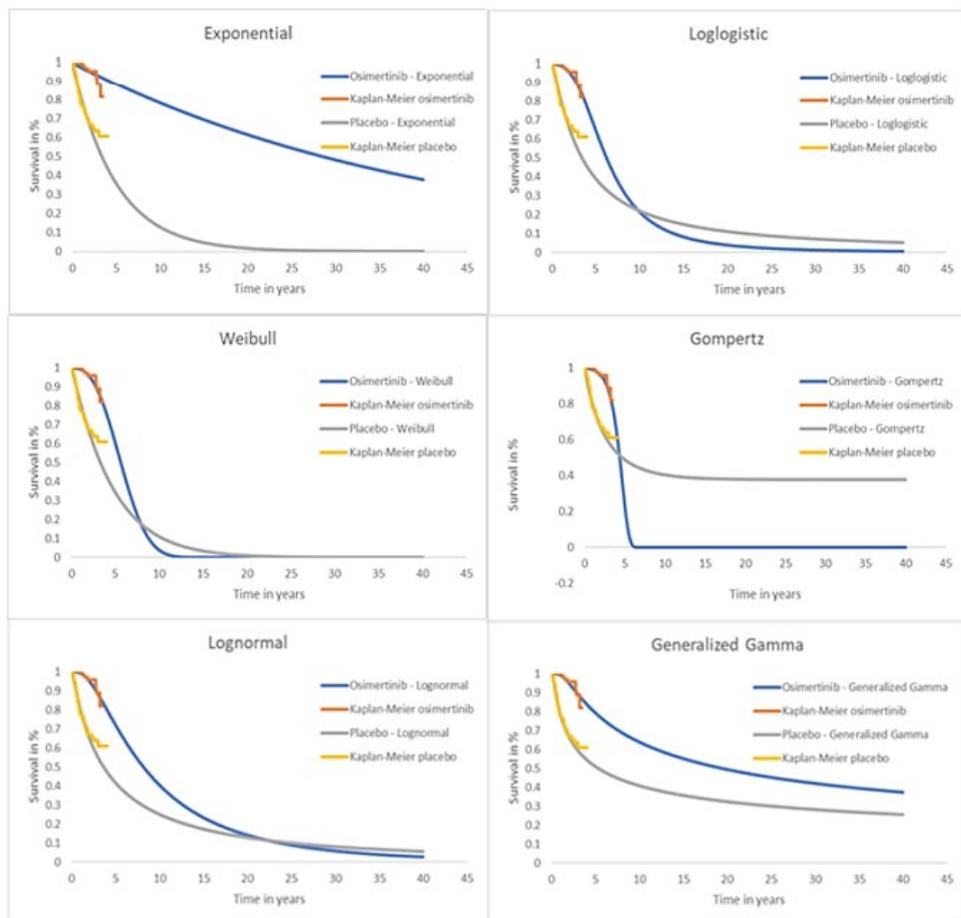 Exponential
1
0.9
0.8
0.7
0.6
0.5
0.4
0.3
0.2
0.1
0
Survival in %
0 5 10 15 20 25 30 35 40 45
Time in years
Osimertinib - Exponential
Kaplan-Meier osimertinib
Placebo - Exponential
Kaplan-Meier placebo
Loglogistic
1
0.9
0.8
0.7
0.6
0.5
0.4
0.3
0.2
0.1
0
Survival in %
0 5 10 15 20 25 30 35 40 45
Time in years
Osimertinib - Loglogistic
Kaplan-Meier osimertinib
Placebo - Loglogistic
Kaplan-Meier placebo
Weibull
1
0.9
0.8
0.7
0.6
0.5
0.4
0.3
0.2
0.1
0
Survival in %
0 5 10 15 20 25 30 35 40 45
Time in years
Osimertinib - Weibull
Kaplan-Meier osimertinib
Placebo - Weibull
Kaplan-Meier placebo
Gompertz
1
0.8
0.6
0.4
0.2
0
-0.2
Survival in %
0 5 10 15 20 25 30 35 40 45
Time in years
Osimertinib - Gompertz
Kaplan-Meier osimertinib
Placebo - Gompertz
Kaplan-Meier placebo
Lognormal
1
0.9
0.8
0.7
0.6
0.5
0.4
0.3
0.2
0.1
0
Survival in %
0 5 10 15 20 25 30 35 40 45
Time in years
Osimertinib - Lognormal
Kaplan-Meier osimertinib
Placebo - Lognormal
Kaplan-Meier placebo
Generalized Gamma
1
0.9
0.8
0.7
0.6
0.5
0.4
0.3
0.2
0.1
0
Survival in %
0 5 10 15 20 25 30 35 40 45
Time in years
Osimertinib - Generalized Gamma
Kaplan-Meier osimertinib
Placebo - Generalized Gamma
Kaplan-Meier placebo